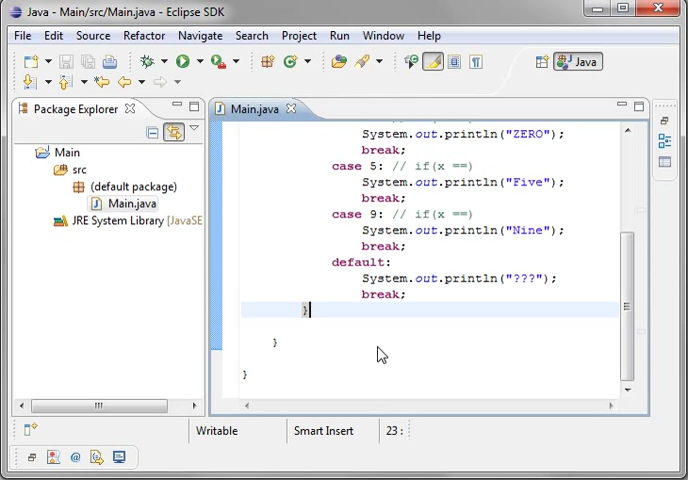 Java - Main/src/Main.java - Eclipse SDK
File Edit Source Refactor Navigate Search Project Run Window Help
Java
Package Explorer
Main.java
Main
src
(default package)
Main.java
JRE System Library [JavaSE
System.out.println("ZERO");
break;
case 5: // if(x ==)
System.out.println("Five");
break;
case 9: // if(x ==)
System.out.println("Nine");
break;
default:
System.out.println("???");
break;
}
}
}
Writable Smart Insert 23 :